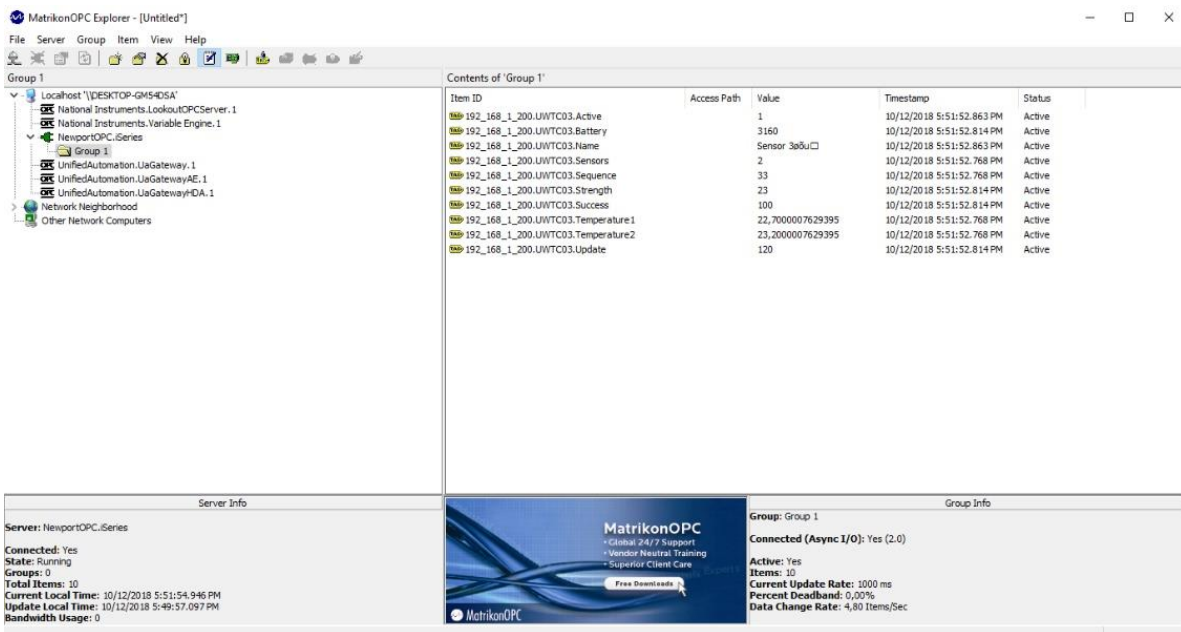 MatrikonOPC Explorer - [Untitled*]
File Server Group Item View Help
Group 1
Localhost '\\DESKTOP-GM54DSA'
National Instruments.LookoutOPCServer.1
National Instruments.Variable Engine.1
NewportOPC.iSeries
Group 1
UnifiedAutomation.UaGateway.1
UnifiedAutomation.UaGatewayAE.1
UnifiedAutomation.UaGatewayHDA.1
Network Neighborhood
Other Network Computers
Contents of 'Group 1'
Item ID Access Path Value Timestamp Status
192_168_1_200.UWTC03.Active 1 10/12/2018 5:51:52.863 PM Active
192_168_1_200.UWTC03.Battery 3160 10/12/2018 5:51:52.814 PM Active
192_168_1_200.UWTC03.Name Sensor 3øõu□ 10/12/2018 5:51:52.863 PM Active
192_168_1_200.UWTC03.Sensors 2 10/12/2018 5:51:52.768 PM Active
192_168_1_200.UWTC03.Sequence 33 10/12/2018 5:51:52.768 PM Active
192_168_1_200.UWTC03.Strength 23 10/12/2018 5:51:52.814 PM Active
192_168_1_200.UWTC03.Success 100 10/12/2018 5:51:52.814 PM Active
192_168_1_200.UWTC03.Temperature1 22,7000007629395 10/12/2018 5:51:52.768 PM Active
192_168_1_200.UWTC03.Temperature2 23,2000007629395 10/12/2018 5:51:52.768 PM Active
192_168_1_200.UWTC03.Update 120 10/12/2018 5:51:52.814 PM Active
Server Info
Server: NewportOPC.iSeries
Connected: Yes
State: Running
Groups: 0
Total Items: 10
Current Local Time: 10/12/2018 5:51:54.946 PM
Update Local Time: 10/12/2018 5:49:57.097 PM
Bandwidth Usage: 0
MatrikonOPC
• Global 24/7 Support
• Vendor Neutral Training
• Superior Client Care
Free Downloads
MatrikonOPC
Group Info
Group: Group 1
Connected (Async I/O): Yes (2.0)
Active: Yes
Items: 10
Current Update Rate: 1000 ms
Percent Deadband: 0,00%
Data Change Rate: 4,80 Items/Sec